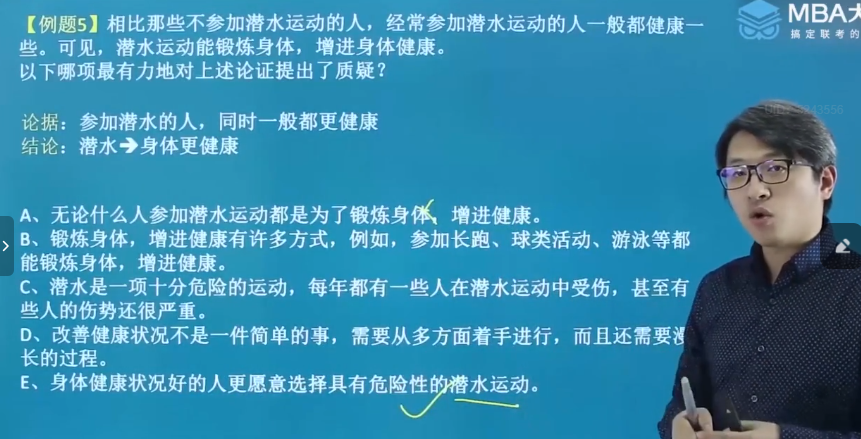 【例题5】相比那些不参加潜水运动的人，经常参加潜水运动的人一般都健康一
些。可见，潜水运动能锻炼身体，增进身体健康。
以下哪项最有力地对上述论证提出了质疑？
论据：参加潜水的人，同时一般都更健康
结论：潜水➔身体更健康
A、无论什么人参加潜水运动都是为了锻炼身体，增进健康。
B、锻炼身体，增进健康有许多方式，例如，参加长跑、球类活动、游泳等都
能锻炼身体，增进健康。
C、潜水是一项十分危险的运动，每年都有一些人在潜水运动中受伤，甚至有
些人的伤势还很严重。
D、改善健康状况不是一件简单的事，需要从多方面着手进行，而且还需要漫
长的过程。
E、身体健康状况好的人更愿意选择具有危险性的潜水运动。
MBA大
搞定联考的